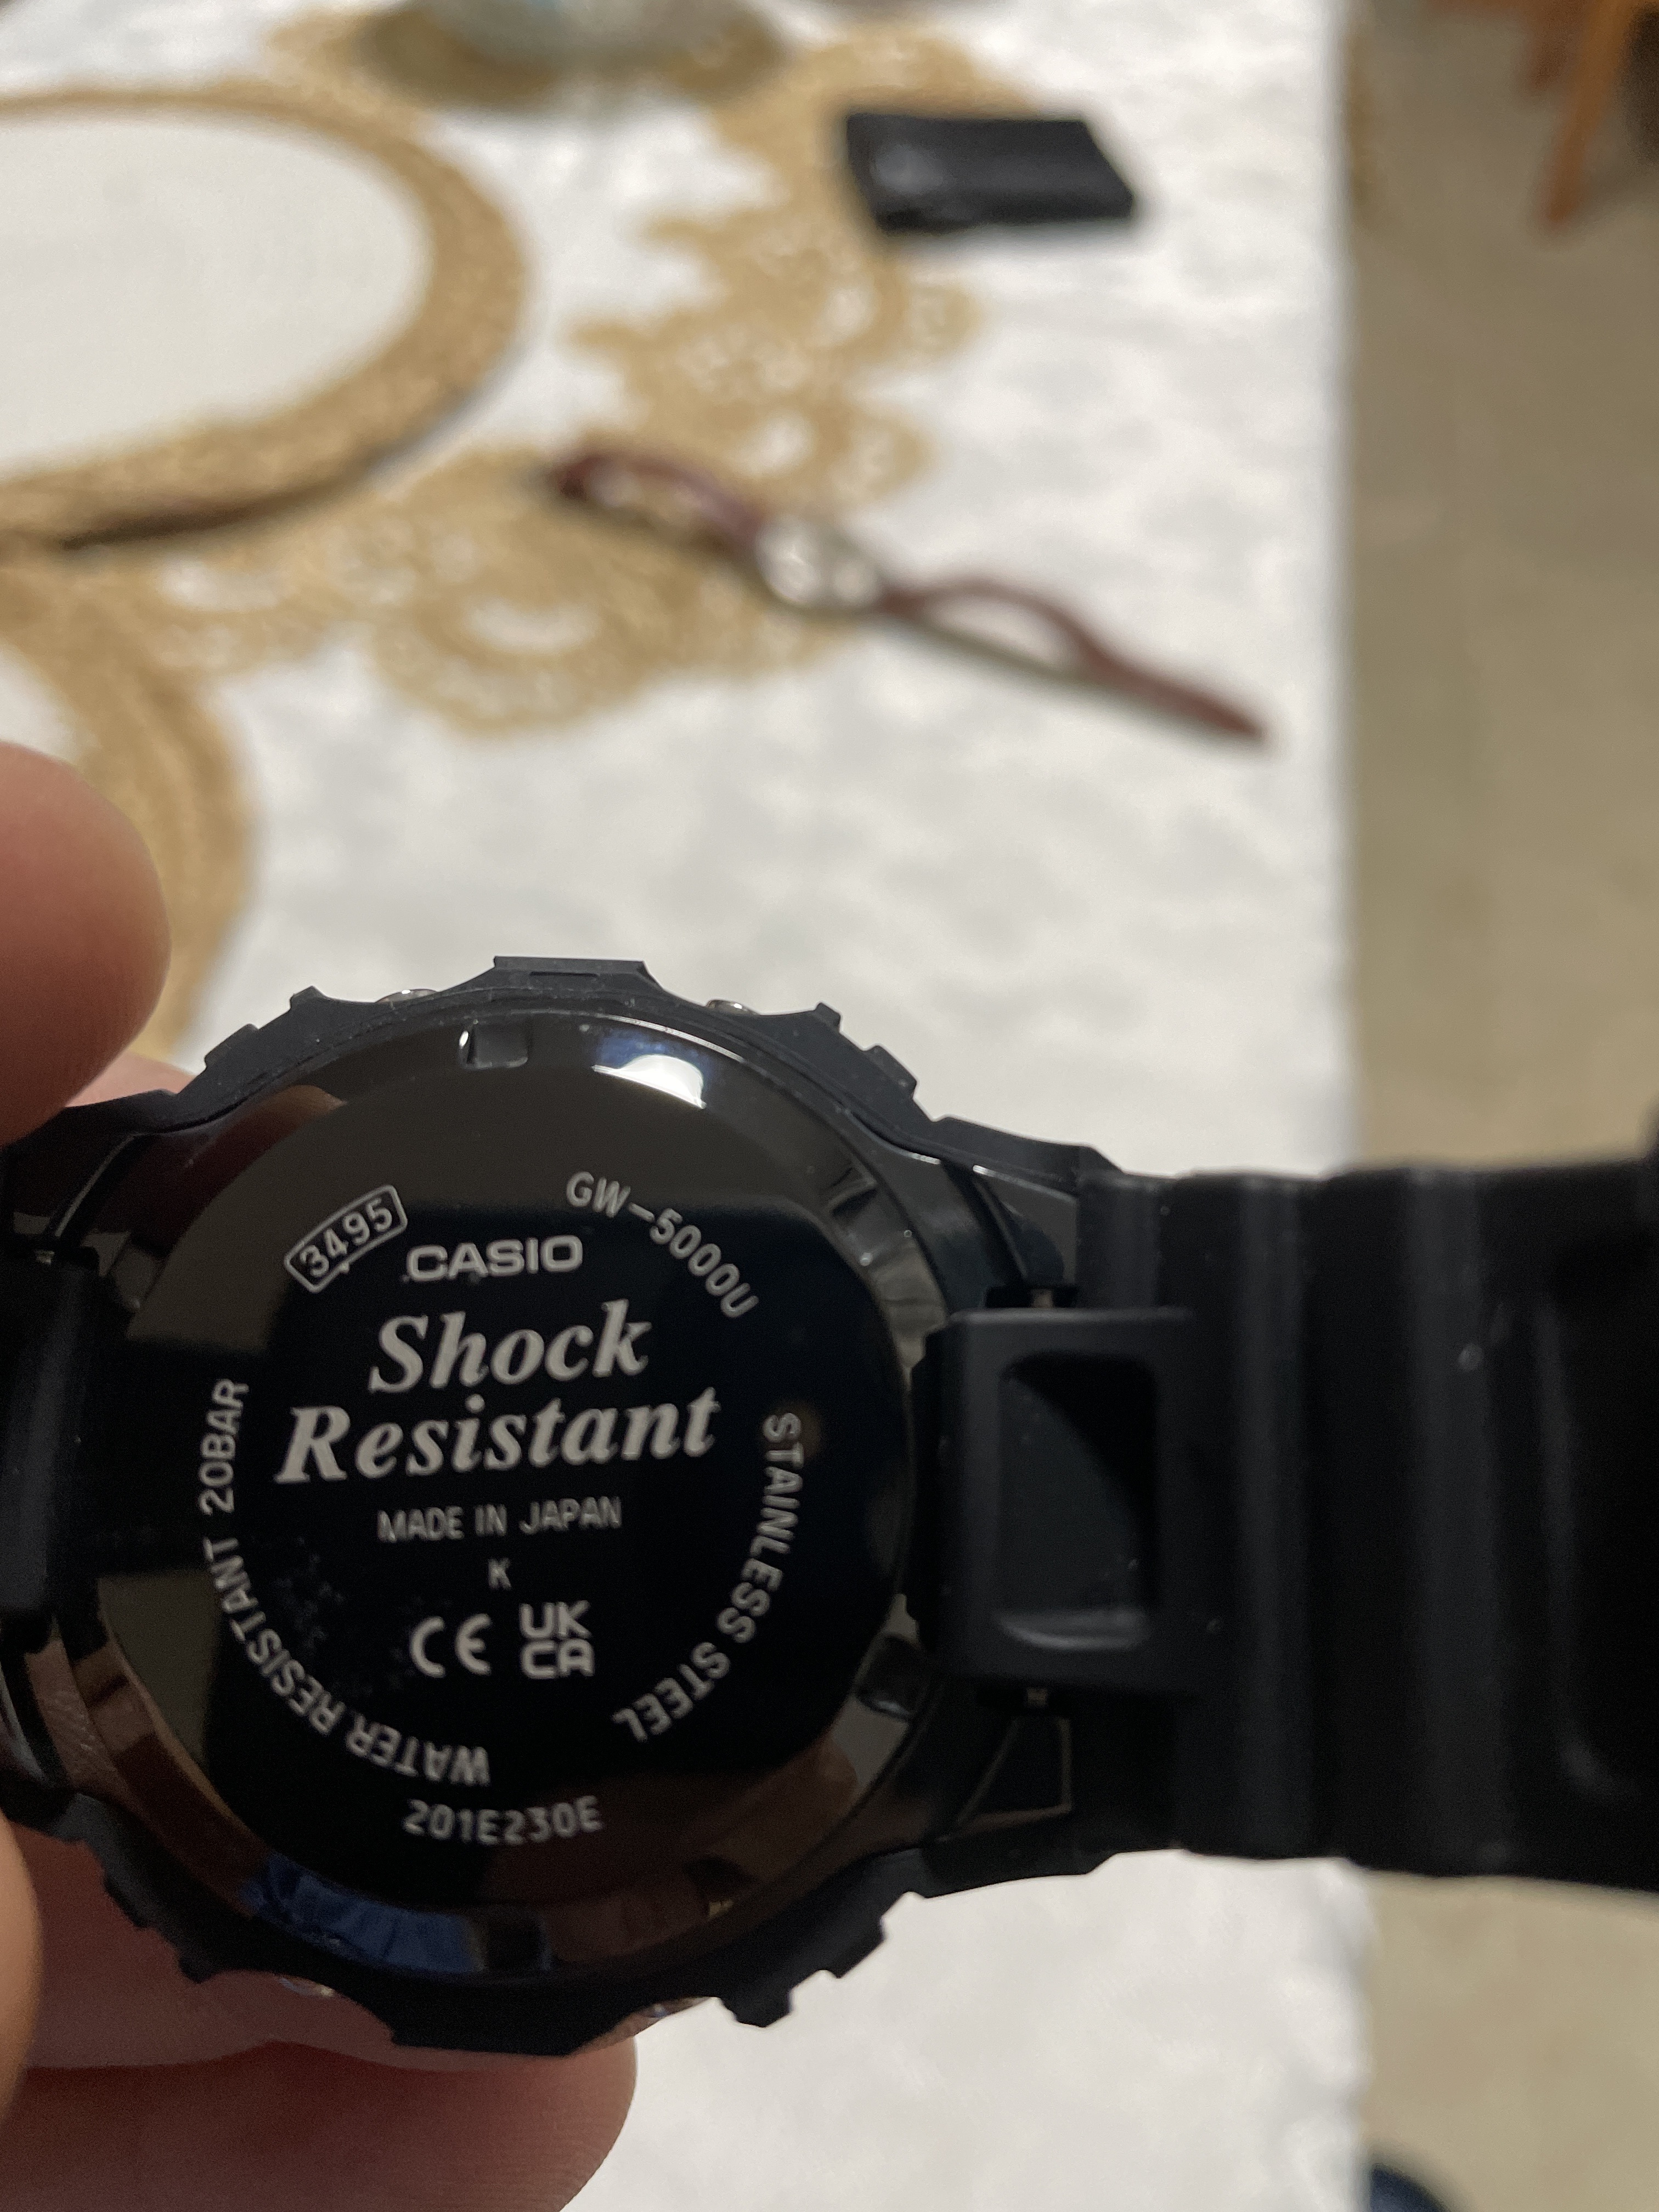 3495
GW-5000U
CASIO
Shock
Resistant
MADE IN JAPAN
K
CE
UK
CA
STAINLESS STEEL
WATER RESISTANT 20BAR
201E230E